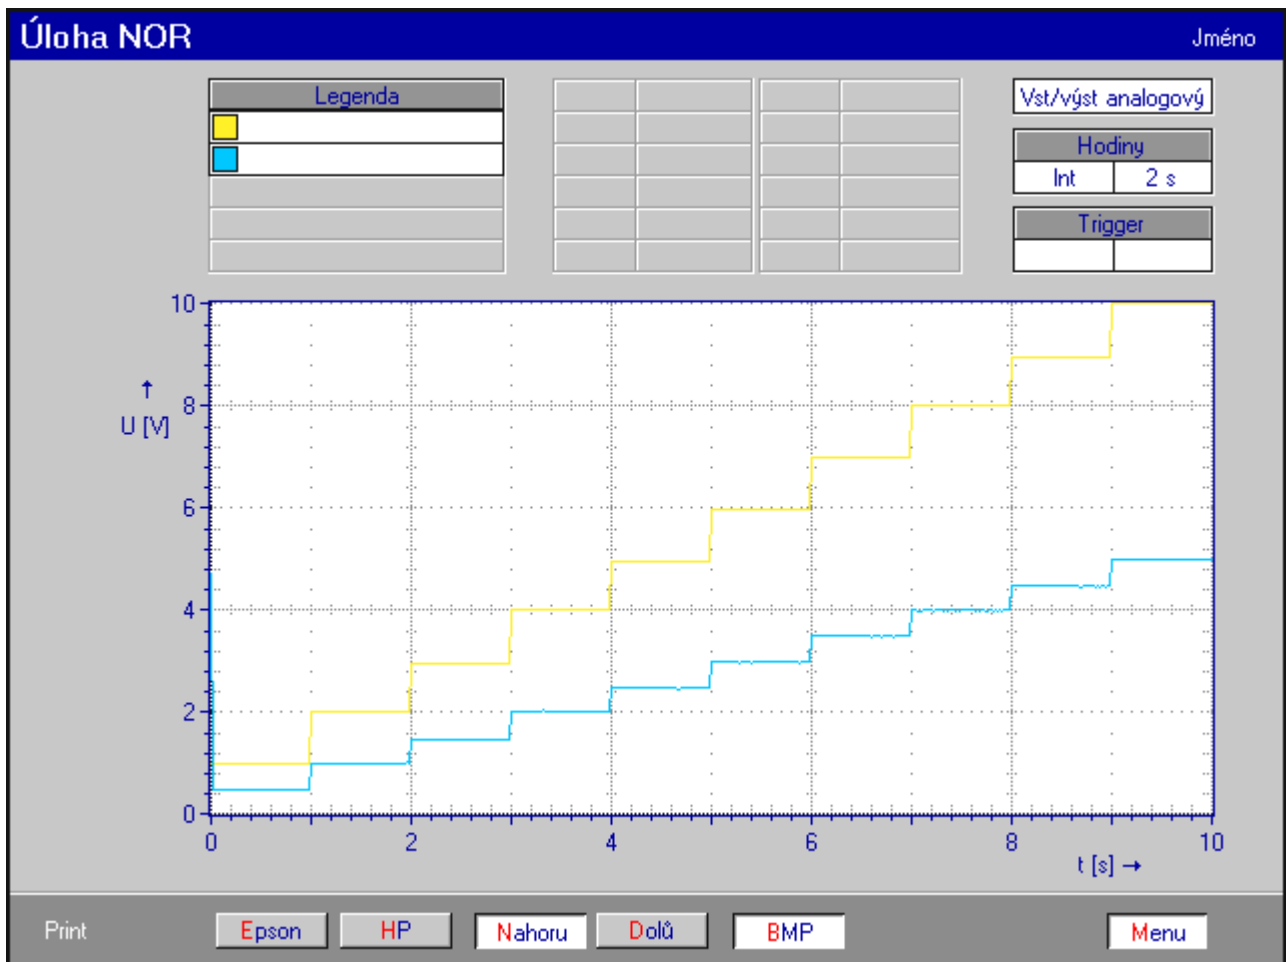 Úloha NOR
Jméno
Legenda
Vst/výst analogový
Hodiny
Int 2 s
Trigger
10
8
6
4
2
0
↑
U [V]
0 2 4 6 8 10
t [s] →
Print Epson HP Nahoru Dolů BMP Menu